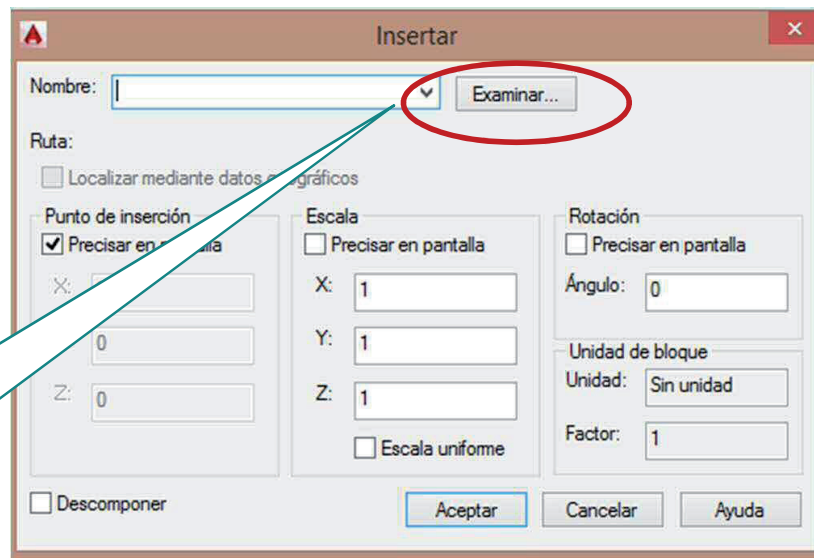 Insertar
Nombre:
Examinar...
Ruta:
Localizar mediante datos
Punto de inserción
Precisar en
X:
0
Z:
0
Escala
Precisar en pantalla
X: 1
Y: 1
Z: 1
Escala uniforme
Rotación
Precisar en pantalla
Ángulo: 0
Unidad de bloque
Unidad: Sin unidad
Factor: 1
Descomponer
Aceptar
Cancelar
Ayuda